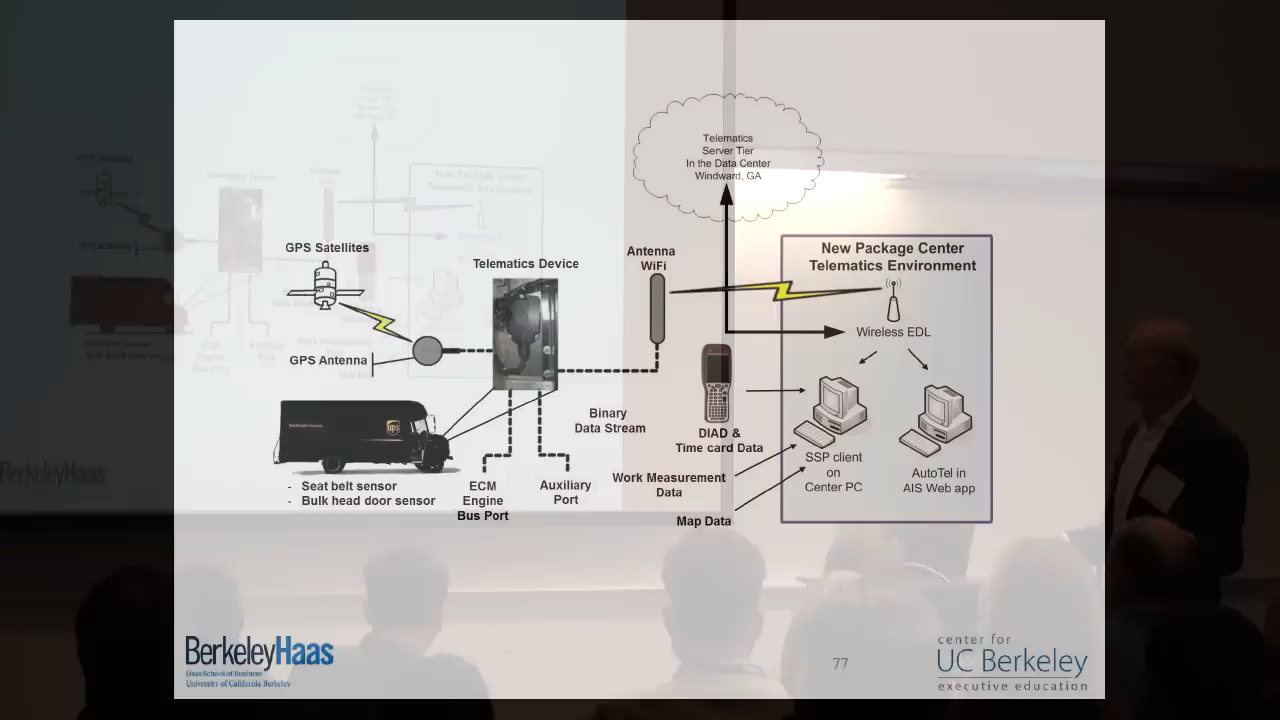 Telematics
Server Tier
In the Data Center
Windward, GA
GPS Satellites
Telematics Device
Antenna
WiFi
New Package Center
Telematics Environment
Wireless EDL
GPS Antenna
ups
Binary
Data Stream
DIAD &
Time card Data
SSP client
on
Center PC
AutoTel in
AIS Web app
Work Measurement
Data
Map Data
- Seat belt sensor
- Bulk head door sensor
ECM
Engine
Bus Port
Auxiliary
Port
BerkeleyHaas
Haas School of Business
University of California Berkeley
77
center for
UC Berkeley
executive education
BerkeleyHaas